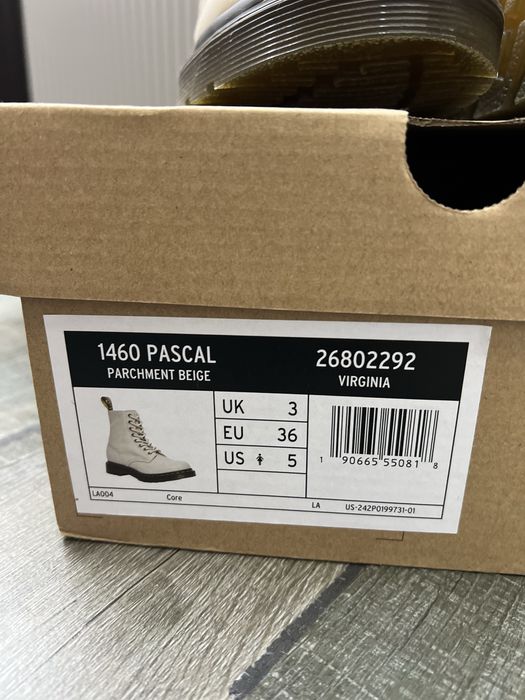 1460 PASCAL
PARCHMENT BEIGE
26802292
VIRGINIA
UK 3
EU 36
US 5
1 90665 55081 8
LA004 Core LA US-242P0199731-01